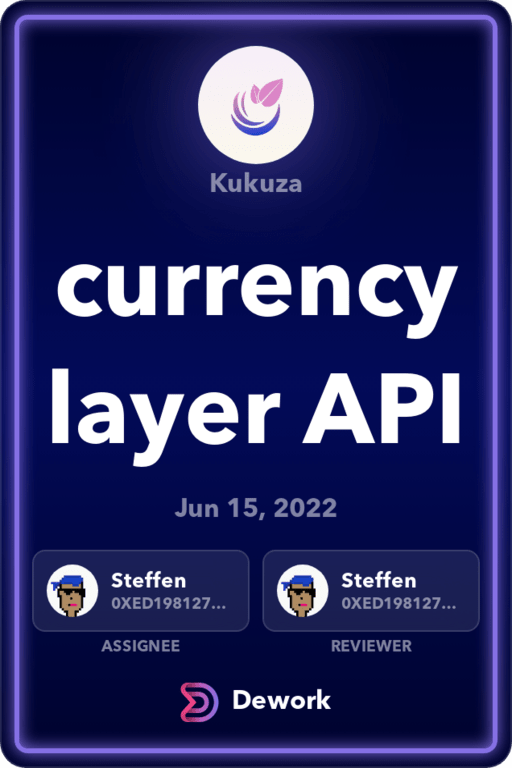 Kukuza
currency
layer API
Jun 15, 2022
Steffen
0XED198127...
ASSIGNEE
Steffen
0XED198127...
REVIEWER
Dework